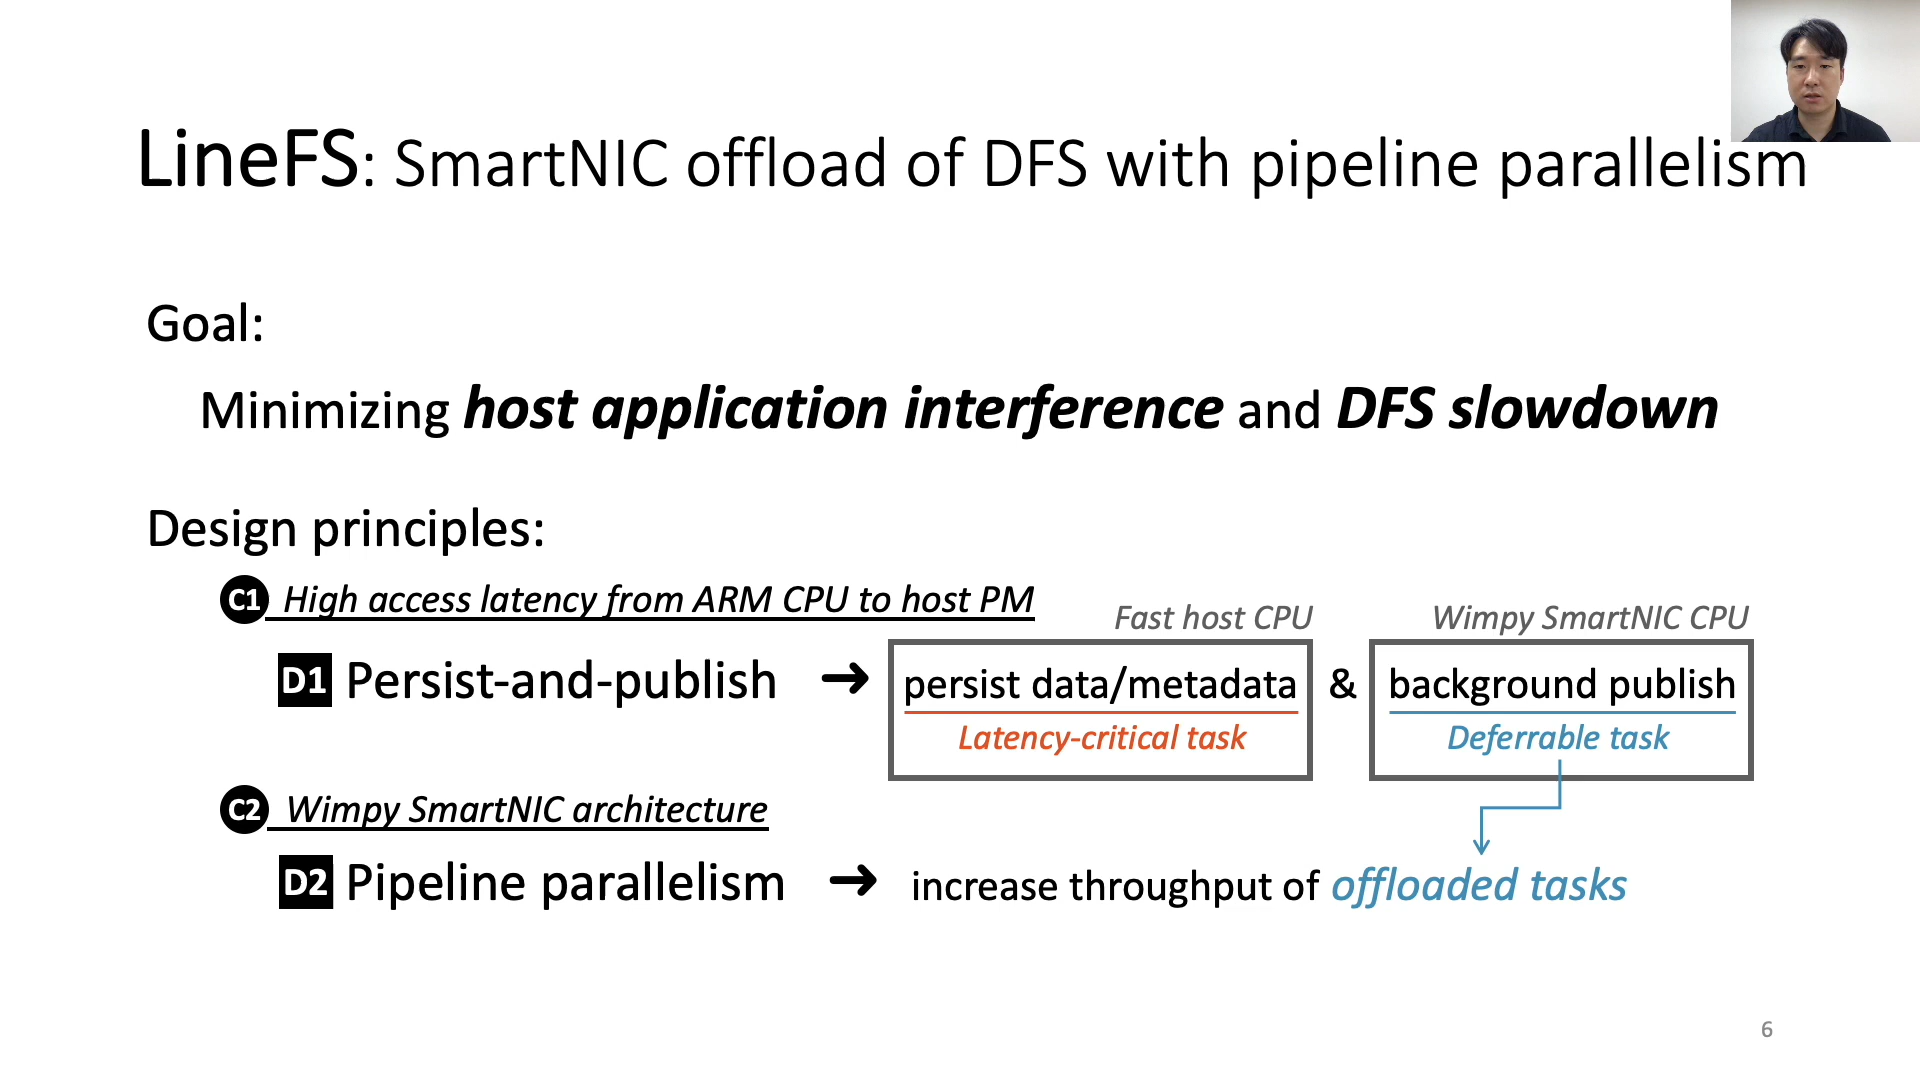 LineFS: SmartNIC offload of DFS with pipeline parallelism
Goal:
Minimizing host application interference and DFS slowdown
Design principles:
C1 High access latency from ARM CPU to host PM
Fast host CPU
Wimpy SmartNIC CPU
D1 Persist-and-publish → persist data/metadata & background publish
Latency-critical task
Deferrable task
C2 Wimpy SmartNIC architecture
D2 Pipeline parallelism → increase throughput of offloaded tasks
6